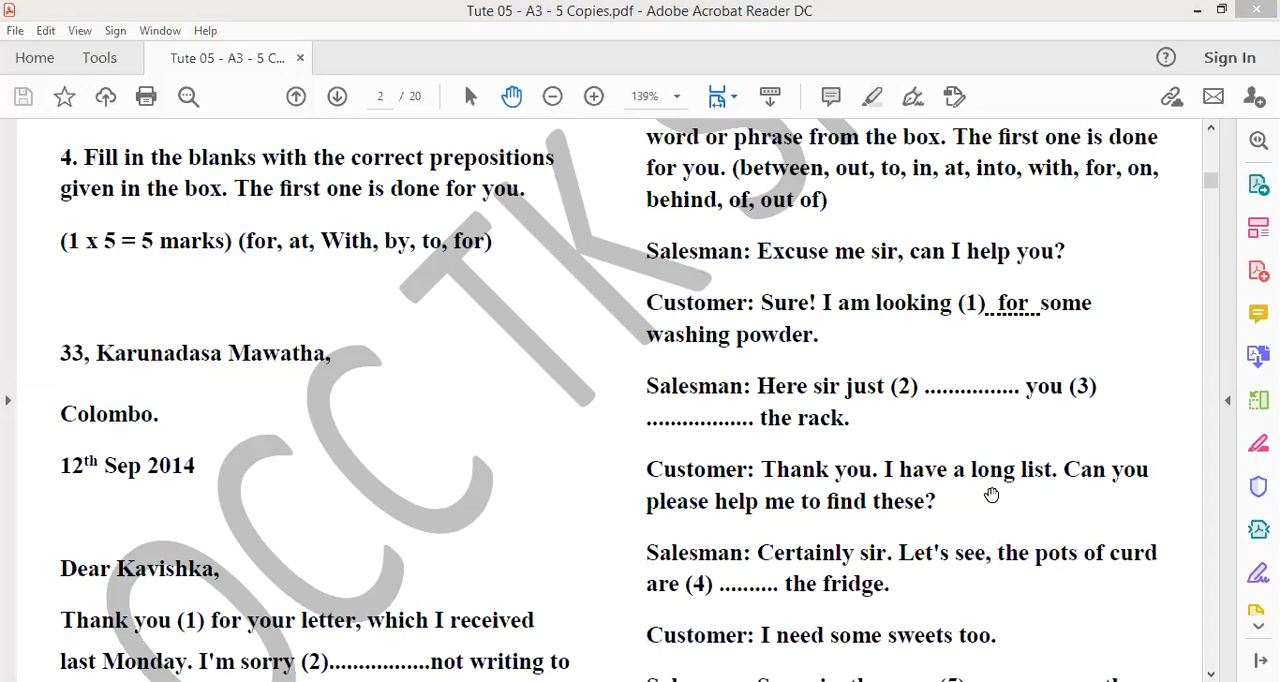 Tute 05 - A3 - 5 Copies.pdf - Adobe Acrobat Reader DC
File Edit View Sign Window Help
Home Tools Tute 05 - A3 - 5 C... × Sign In
2 / 20 139%
4. Fill in the blanks with the correct prepositions
given in the box. The first one is done for you.
(1 x 5 = 5 marks) (for, at, With, by, to, for)
33, Karunadasa Mawatha,
Colombo.
12th Sep 2014
Dear Kavishka,
Thank you (1) for your letter, which I received
last Monday. I'm sorry (2).................not writing to
word or phrase from the box. The first one is done
for you. (between, out, to, in, at, into, with, for, on,
behind, of, out of)
Salesman: Excuse me sir, can I help you?
Customer: Sure! I am looking (1)..for..some
washing powder.
Salesman: Here sir just (2) ................ you (3)
.................. the rack.
Customer: Thank you. I have a long list. Can you
please help me to find these?
Salesman: Certainly sir. Let's see, the pots of curd
are (4) .......... the fridge.
Customer: I need some sweets too.
OCC TK